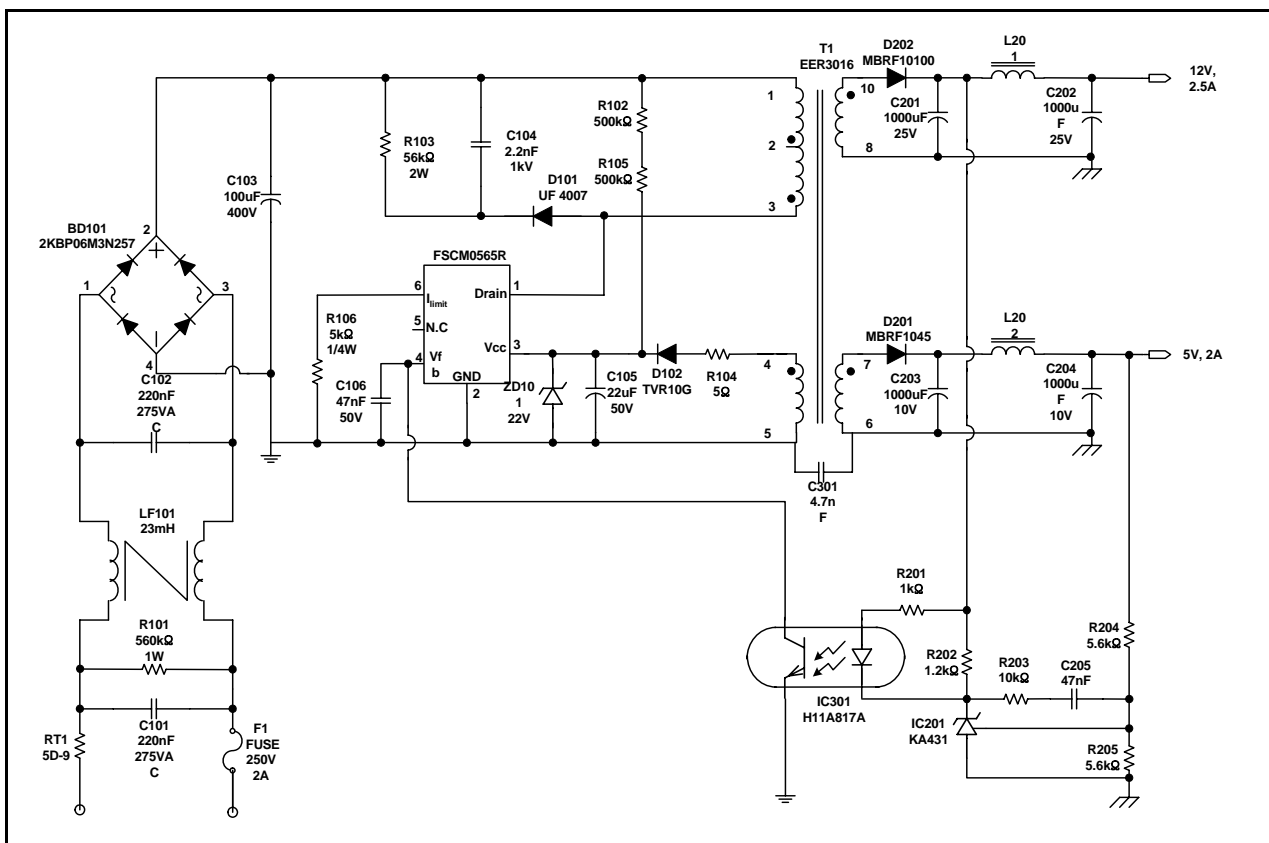 T1
EER3016
D202
MBRF10100
L20
1
12V,
2.5A
1
2
3
10
8
C201
1000uF
25V
C202
1000u
F
25V
R102
500kΩ
R103
56kΩ
2W
C104
2.2nF
1kV
R105
500kΩ
D101
UF 4007
C103
100uF
400V
BD101
2KBP06M3N257
2
1
3
4
FSCM0565R
6
Ilimit
Drain
1
5
N.C
Vcc
3
4
Vf
b
GND
2
R106
5kΩ
1/4W
C106
47nF
50V
ZD10
1
22V
C105
22uF
50V
D102
TVR10G
R104
5Ω
4
5
7
6
D201
MBRF1045
L20
2
5V, 2A
C203
1000uF
10V
C204
1000u
F
10V
C102
220nF
275VA
C
C301
4.7n
F
LF101
23mH
R101
560kΩ
1W
C101
220nF
275VA
C
RT1
5D-9
F1
FUSE
250V
2A
R201
1kΩ
R202
1.2kΩ
R203
10kΩ
C205
47nF
R204
5.6kΩ
IC301
H11A817A
IC201
KA431
R205
5.6kΩ